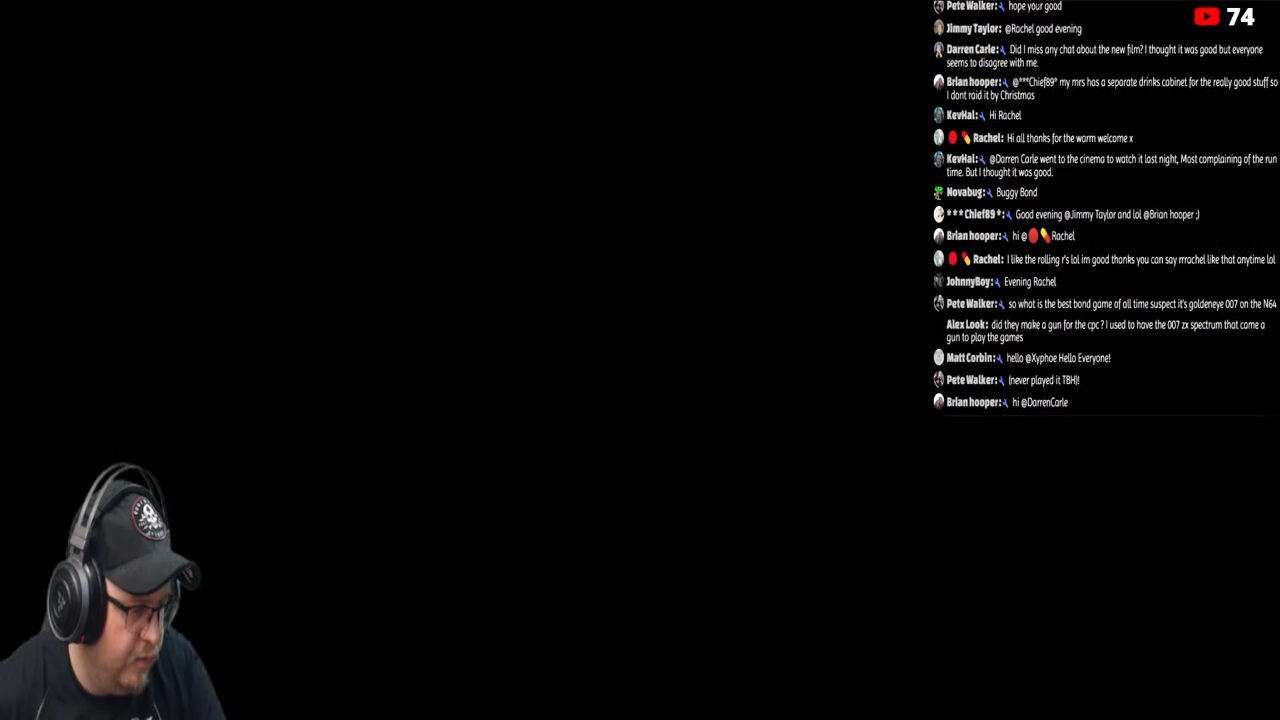 Pete Walker: hope your good
74
Jimmy Taylor: @Rachel good evening
Darren Carle: Did I miss any chat about the new film? I thought it was good but everyone
seems to disagree with me.
Brian hooper: @***Chief89* my mrs has a separate drinks cabinet for the really good stuff so
I dont raid it by Christmas
KevHal: Hi Rachel
Rachel: Hi all thanks for the warm welcome x
KevHal: @Darren Carle went to the cinema to watch it last night, Most complaining of the run
time. But I thought it was good.
Novabug: Buggy Bond
***Chief89*: Good evening @Jimmy Taylor and lol @Brian hooper ;)
Brian hooper: hi @ Rachel
Rachel: I like the rolling r's lol im good thanks you can say rrrachel like that anytime lol
JohnnyBoy: Evening Rachel
Pete Walker: so what is the best bond game of all time suspect it's goldeneye 007 on the N64
Alex Look: did they make a gun for the cpc? I used to have the 007 zx spectrum that came a
gun to play the games
Matt Corbin: hello @Xyphoe Hello Everyone!
Pete Walker: (never played it TBH)!
Brian hooper: hi @DarrenCarle